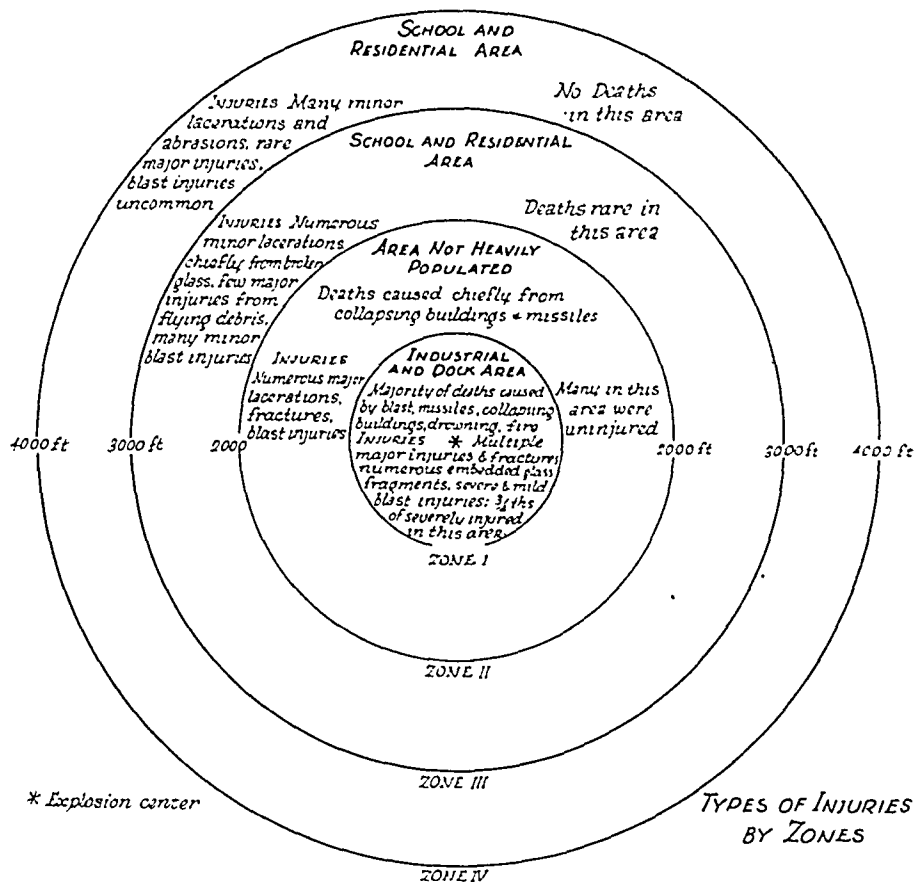 SCHOOL AND
RESIDENTIAL AREA
INJURIES Many minor
lacerations and
abrasions, rare
major injuries,
blast injuries
uncommon
No Deaths
in this area
SCHOOL AND RESIDENTIAL
AREA
INJURIES Numerous
minor lacerations,
chiefly from broken
glass, few major
injuries from
flying debris,
many minor
blast injuries
Deaths rare in
this area
AREA NOT HEAVILY
POPULATED
Deaths caused chiefly from
collapsing buildings & missiles
INJURIES
Numerous major
lacerations,
fractures,
blast injuries
Many in this
area were
uninjured
INDUSTRIAL
AND DOCK AREA
Majority of deaths caused
by blast, missiles, collapsing
buildings, drowning, fire
INJURIES * Multiple
major injuries & fractures
numerous embedded glass
fragments, severe & mild
blast injuries: 3/4ths
of severely injured
in this area
4000 ft 3000 ft 2000 2000 ft 3000 ft 4000 ft
ZONE I
ZONE II
ZONE III
ZONE IV
* Explosion center
TYPES OF INJURIES
BY ZONES